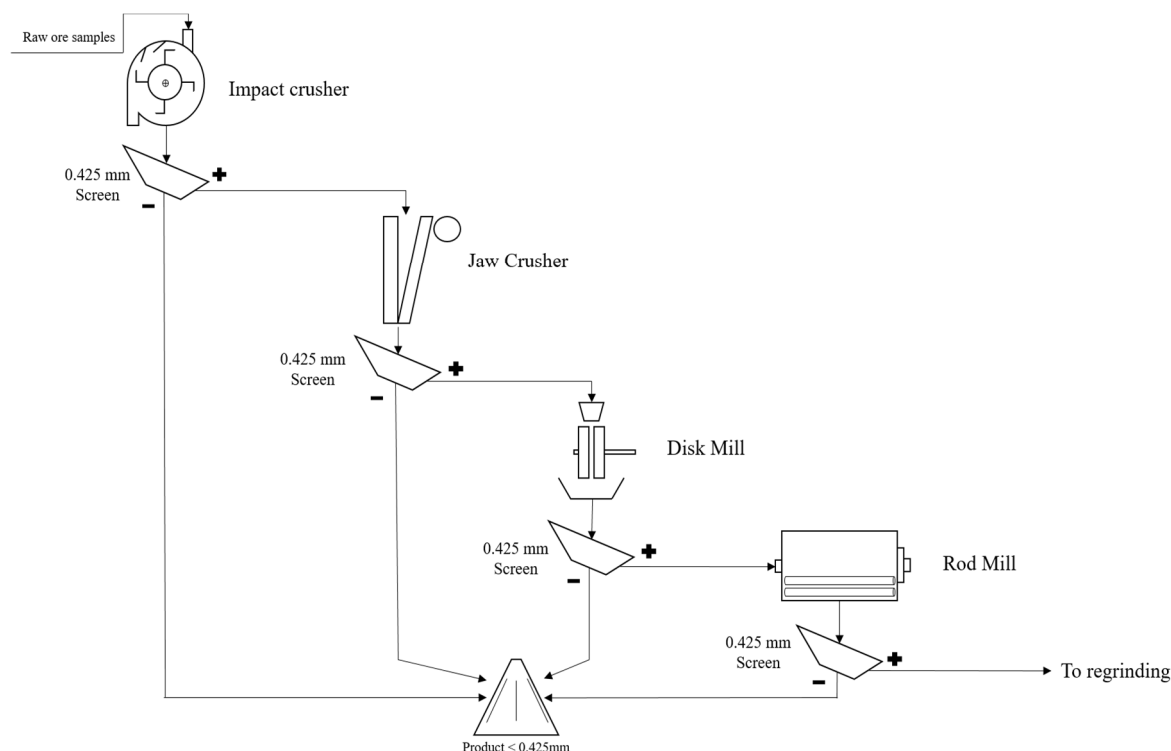 Raw ore samples
Impact crusher
0.425 mm
Screen
Jaw Crusher
0.425 mm
Screen
Disk Mill
0.425 mm
Screen
Rod Mill
0.425 mm
Screen
To regrinding
Product < 0.425mm